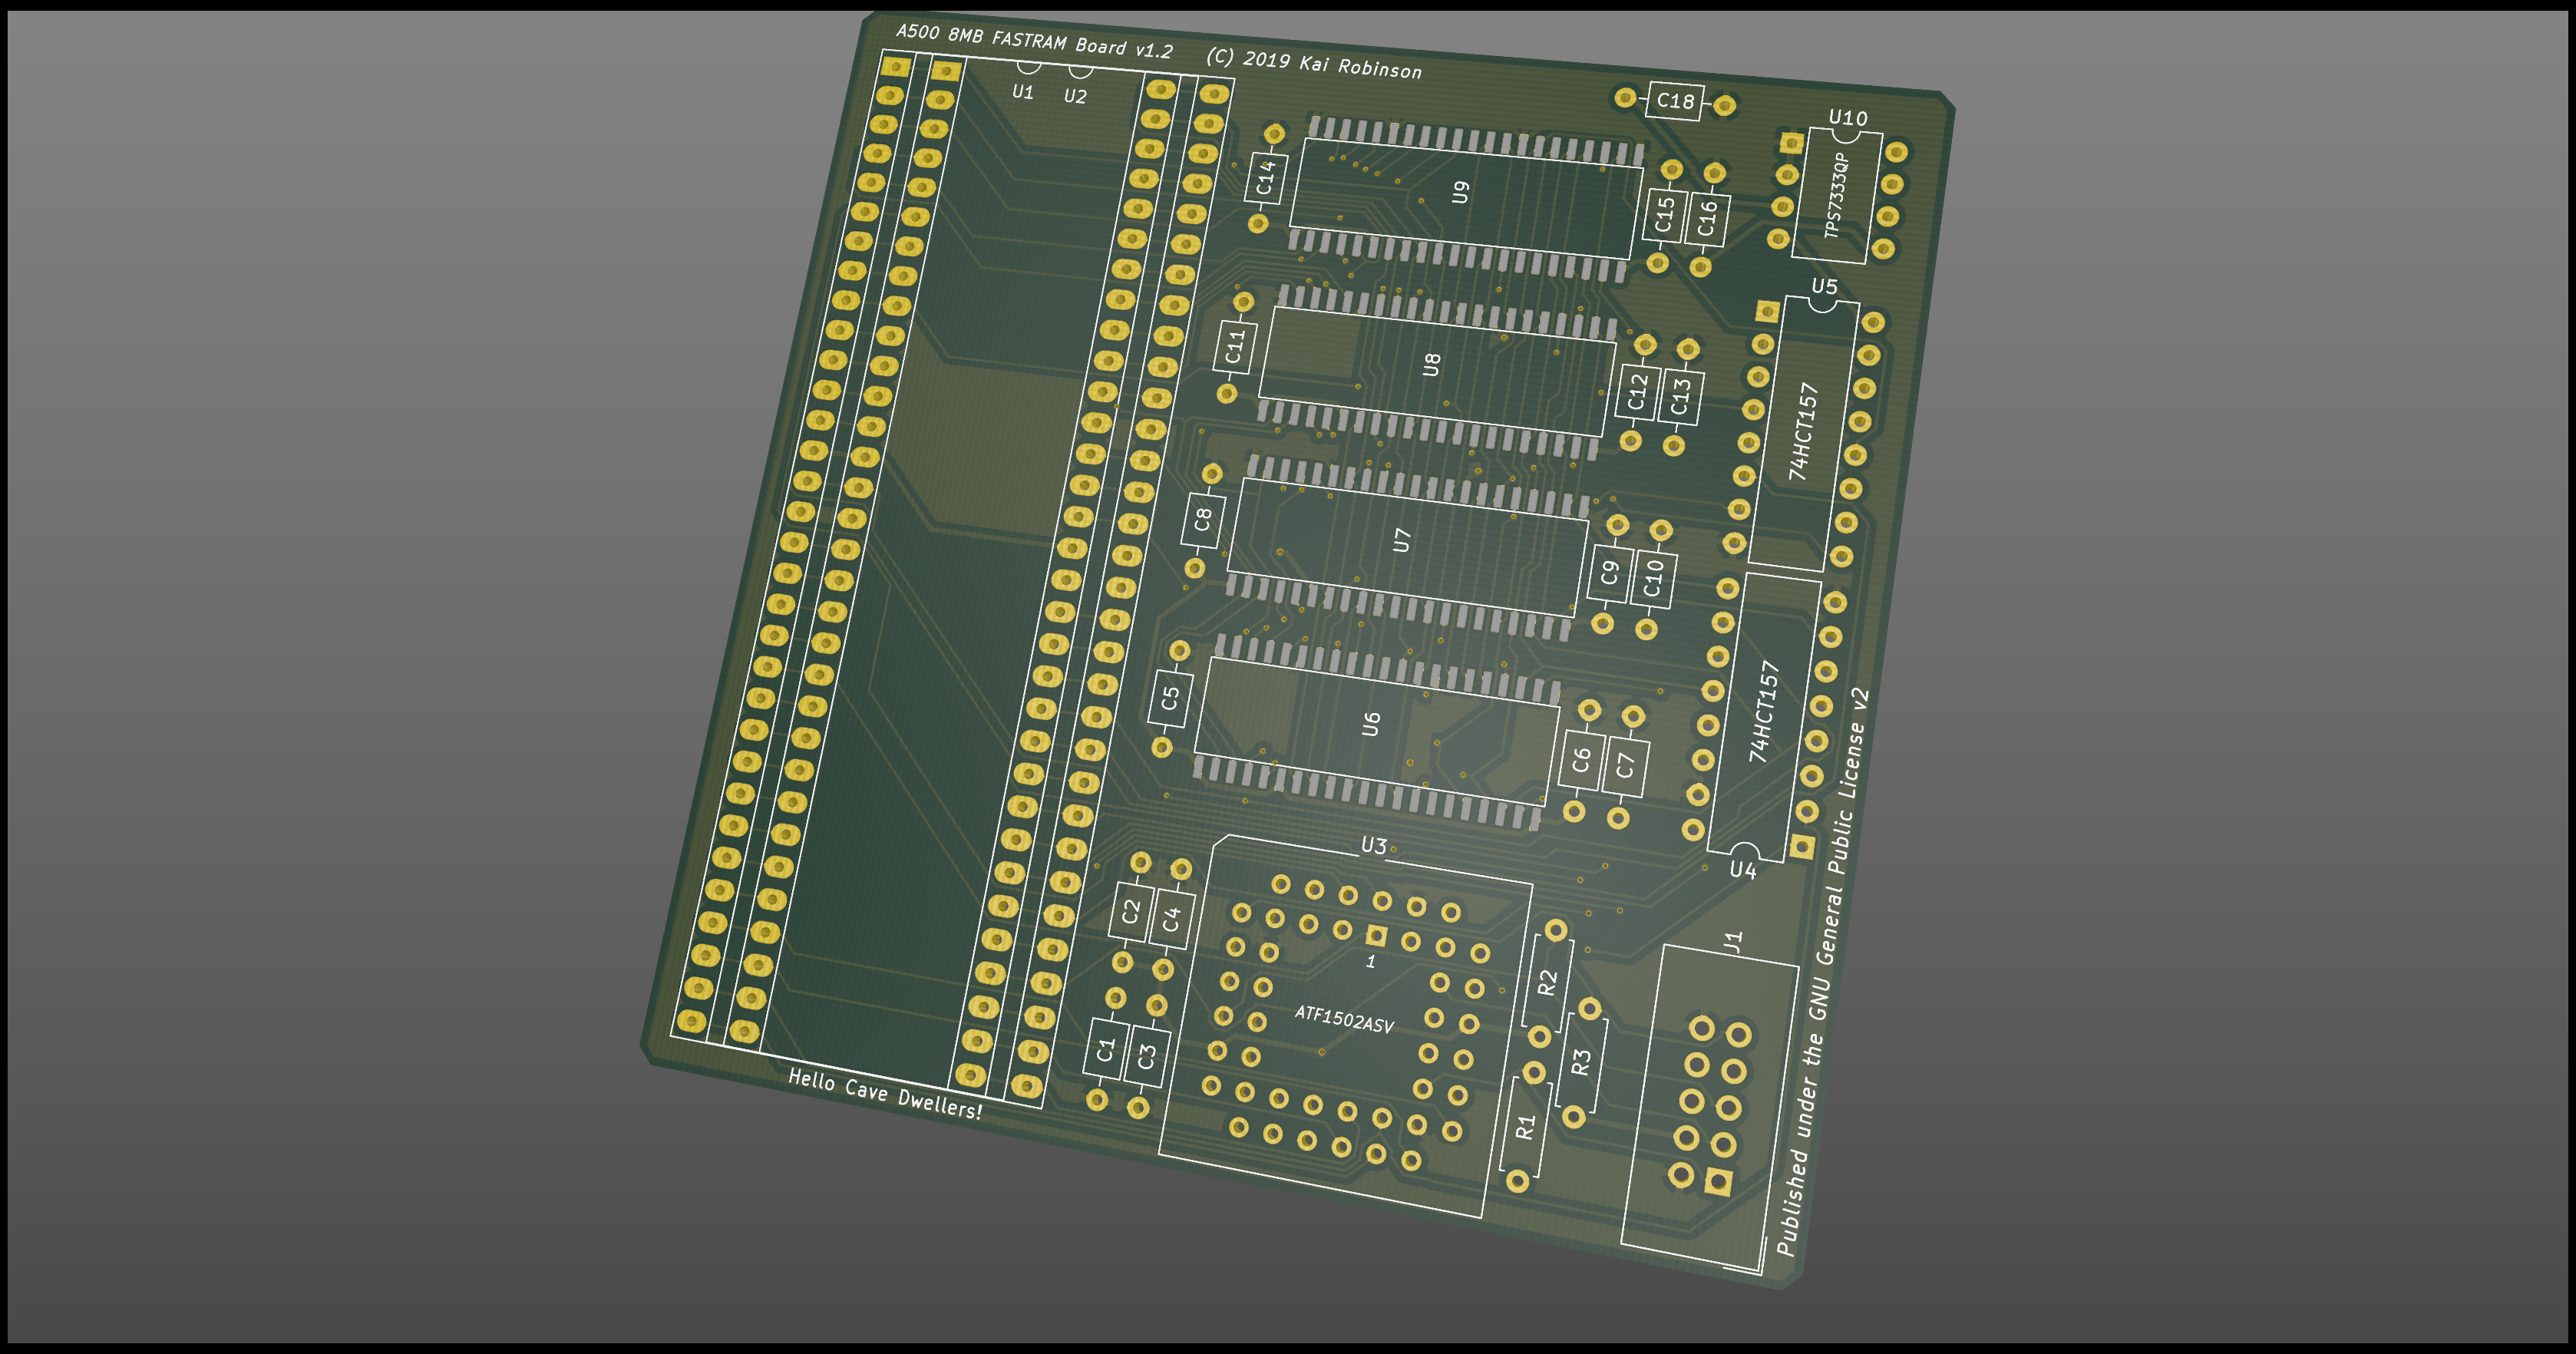 A500 8MB FASTRAM Board v1.2 (C) 2019 Kai Robinson
U1 U2
C18
U10
TPS7333QP
C14
U9
C15
C16
U5
74HCT157
C11
U8
C12
C13
C8
U7
C9
C10
C5
U6
C6
C7
74HCT157
U4
U3
C2
C4
1
ATF1502ASV
R2
J1
C1
C3
R3
R1
Hello Cave Dwellers!
Published under the GNU General Public License v2